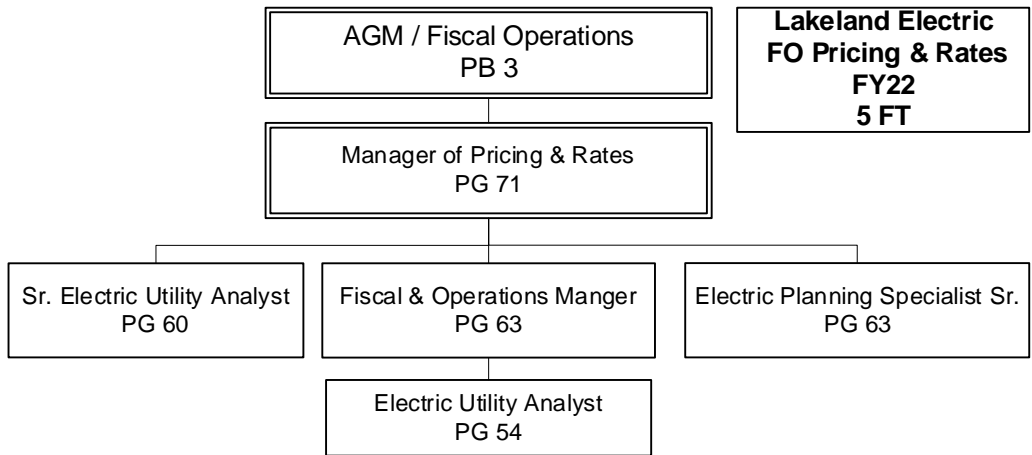 AGM / Fiscal Operations
PB 3
Lakeland Electric
FO Pricing & Rates
FY22
5 FT
Manager of Pricing & Rates
PG 71
Sr. Electric Utility Analyst
PG 60
Fiscal & Operations Manger
PG 63
Electric Planning Specialist Sr.
PG 63
Electric Utility Analyst
PG 54